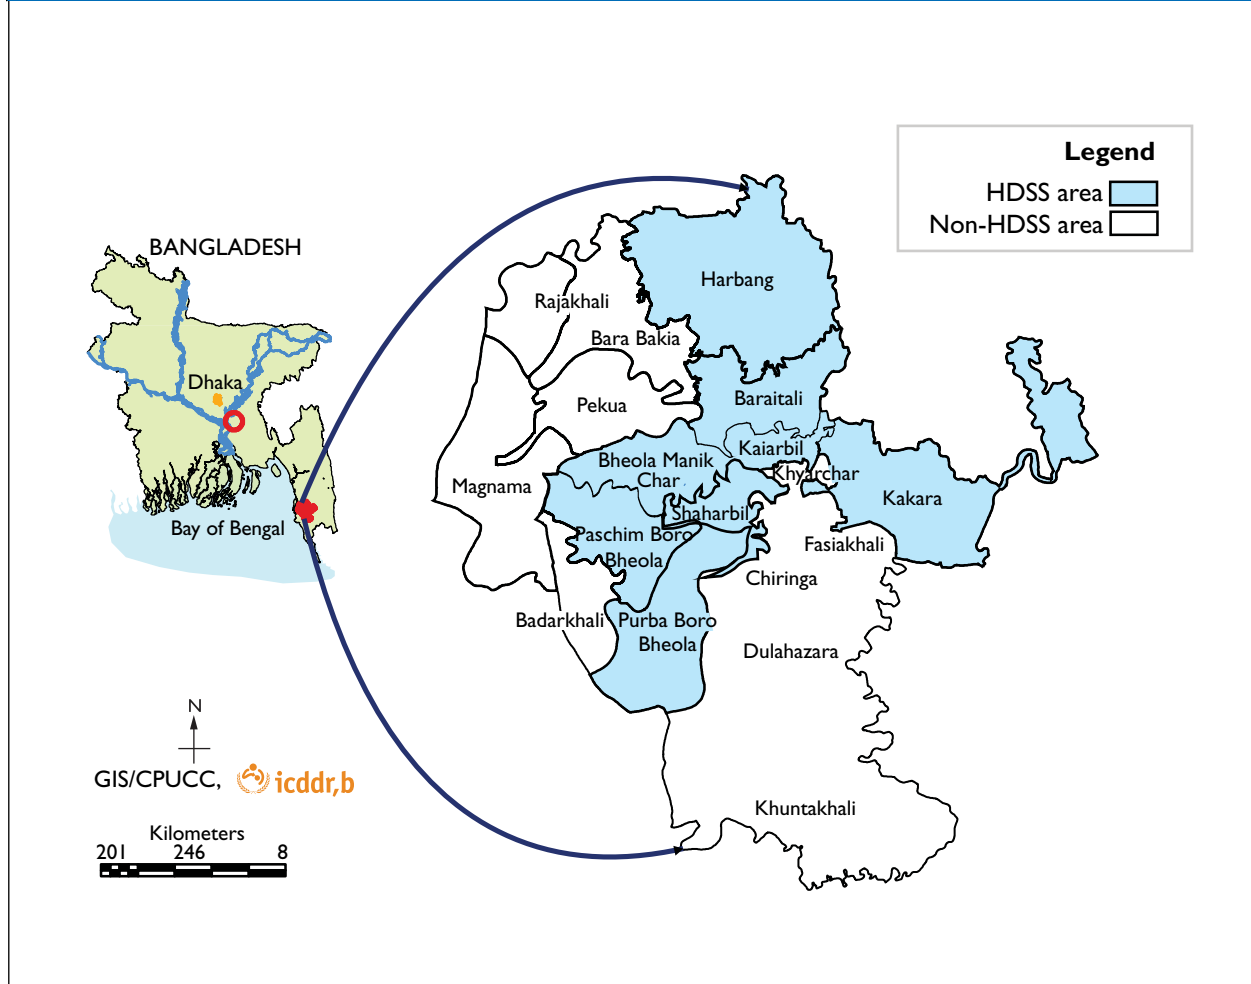 Legend
HDSS area
Non-HDSS area
BANGLADESH
Dhaka
Bay of Bengal
Harbang
Rajakhali
Bara Bakia
Pekua
Baraitali
Kaiarbil
Bheola Manik
Char
Khyarchar
Magnama
Kakara
Shaharbil
Paschim Boro
Bheola
Fasiakhali
Chiringa
Badarkhali
Purba Boro
Bheola
Dulahazara
Khuntakhali
N
GIS/CPUCC,
icddr,b
Kilometers
201 246 8